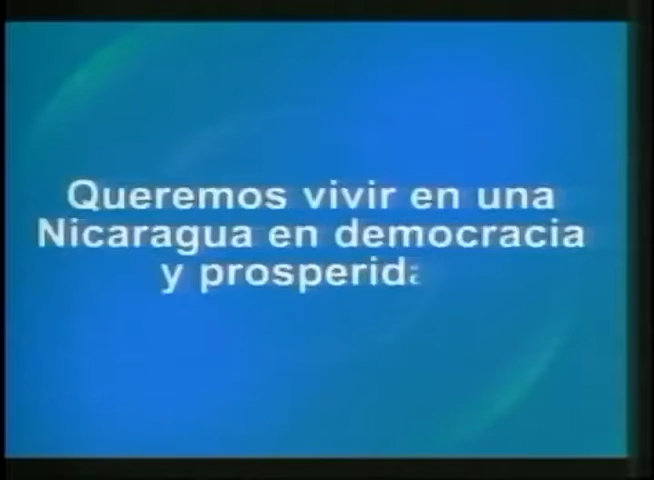 Queremos vivir en una
Nicaragua en democracia
y prosperida